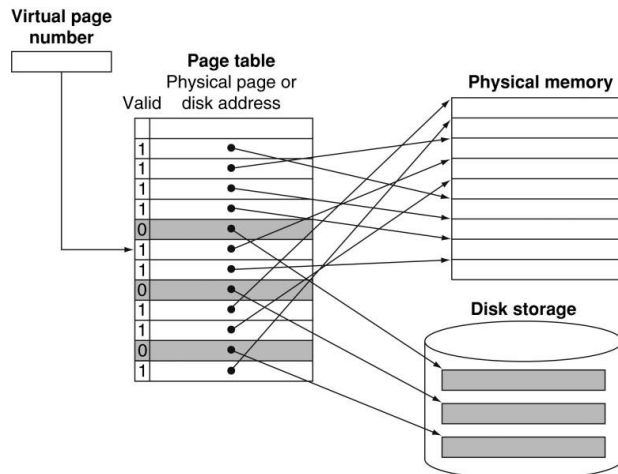 Virtual page
number
Page table
Physical page or
disk address
Valid
Physical memory
1
1
1
1
0
1
1
0
1
1
0
1
Disk storage